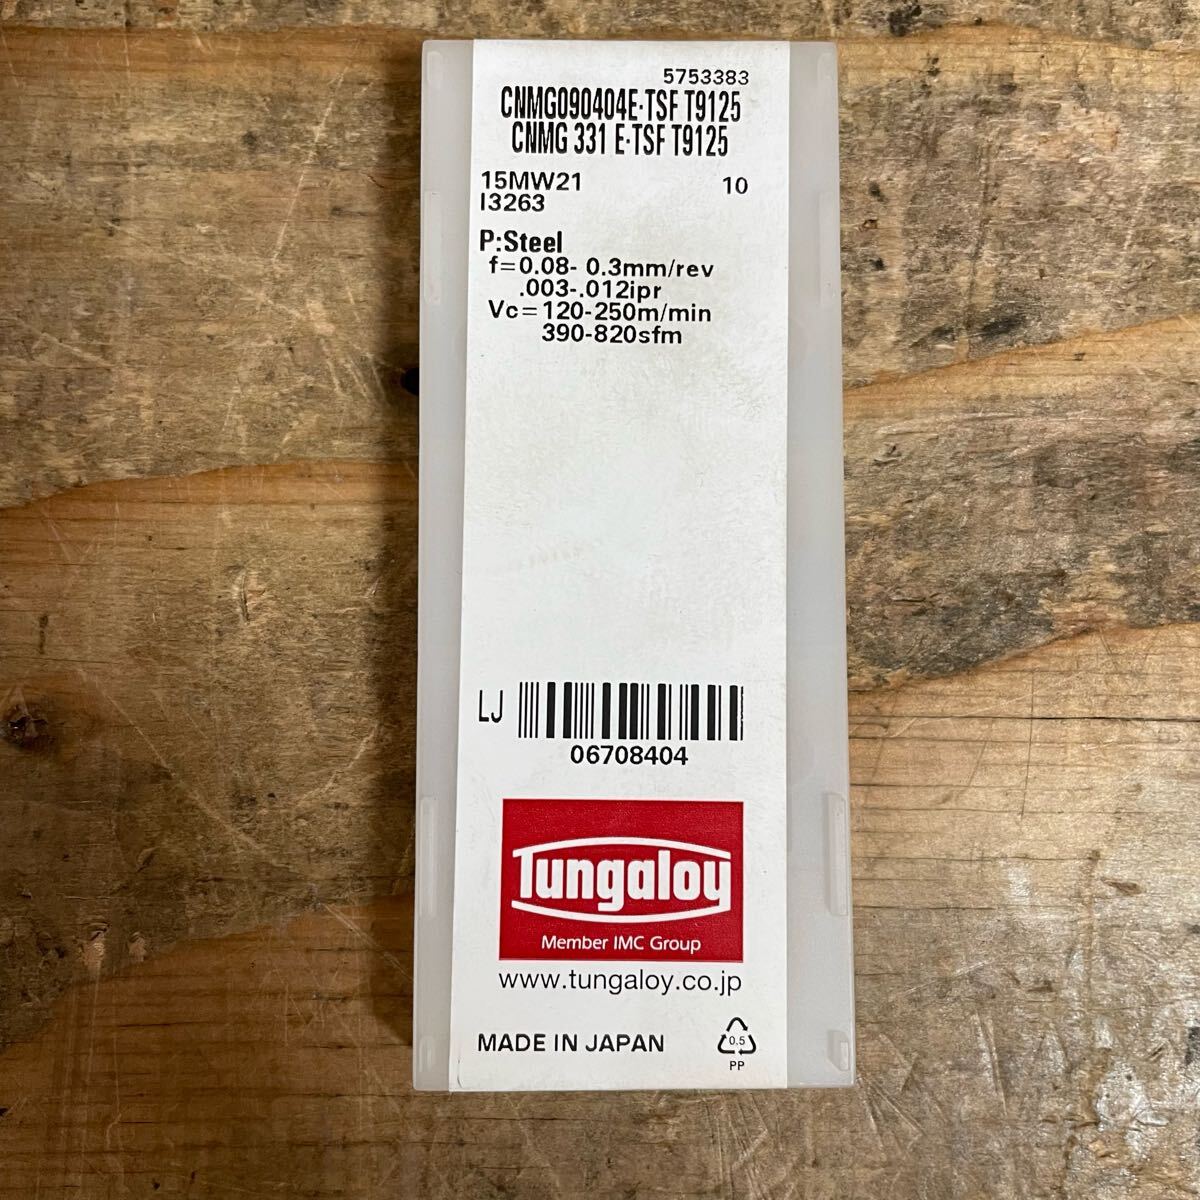 5753383
CNMG090404E-TSF T9125
CNMG 331 E-TSF T9125
15MW21 10
I3263
P:Steel
f=0.08- 0.3mm/rev
.003-.012ipr
Vc=120-250m/min
390-820sfm
LJ
06708404
Tungaloy
Member IMC Group
www.tungaloy.co.jp
MADE IN JAPAN
0.5
PP